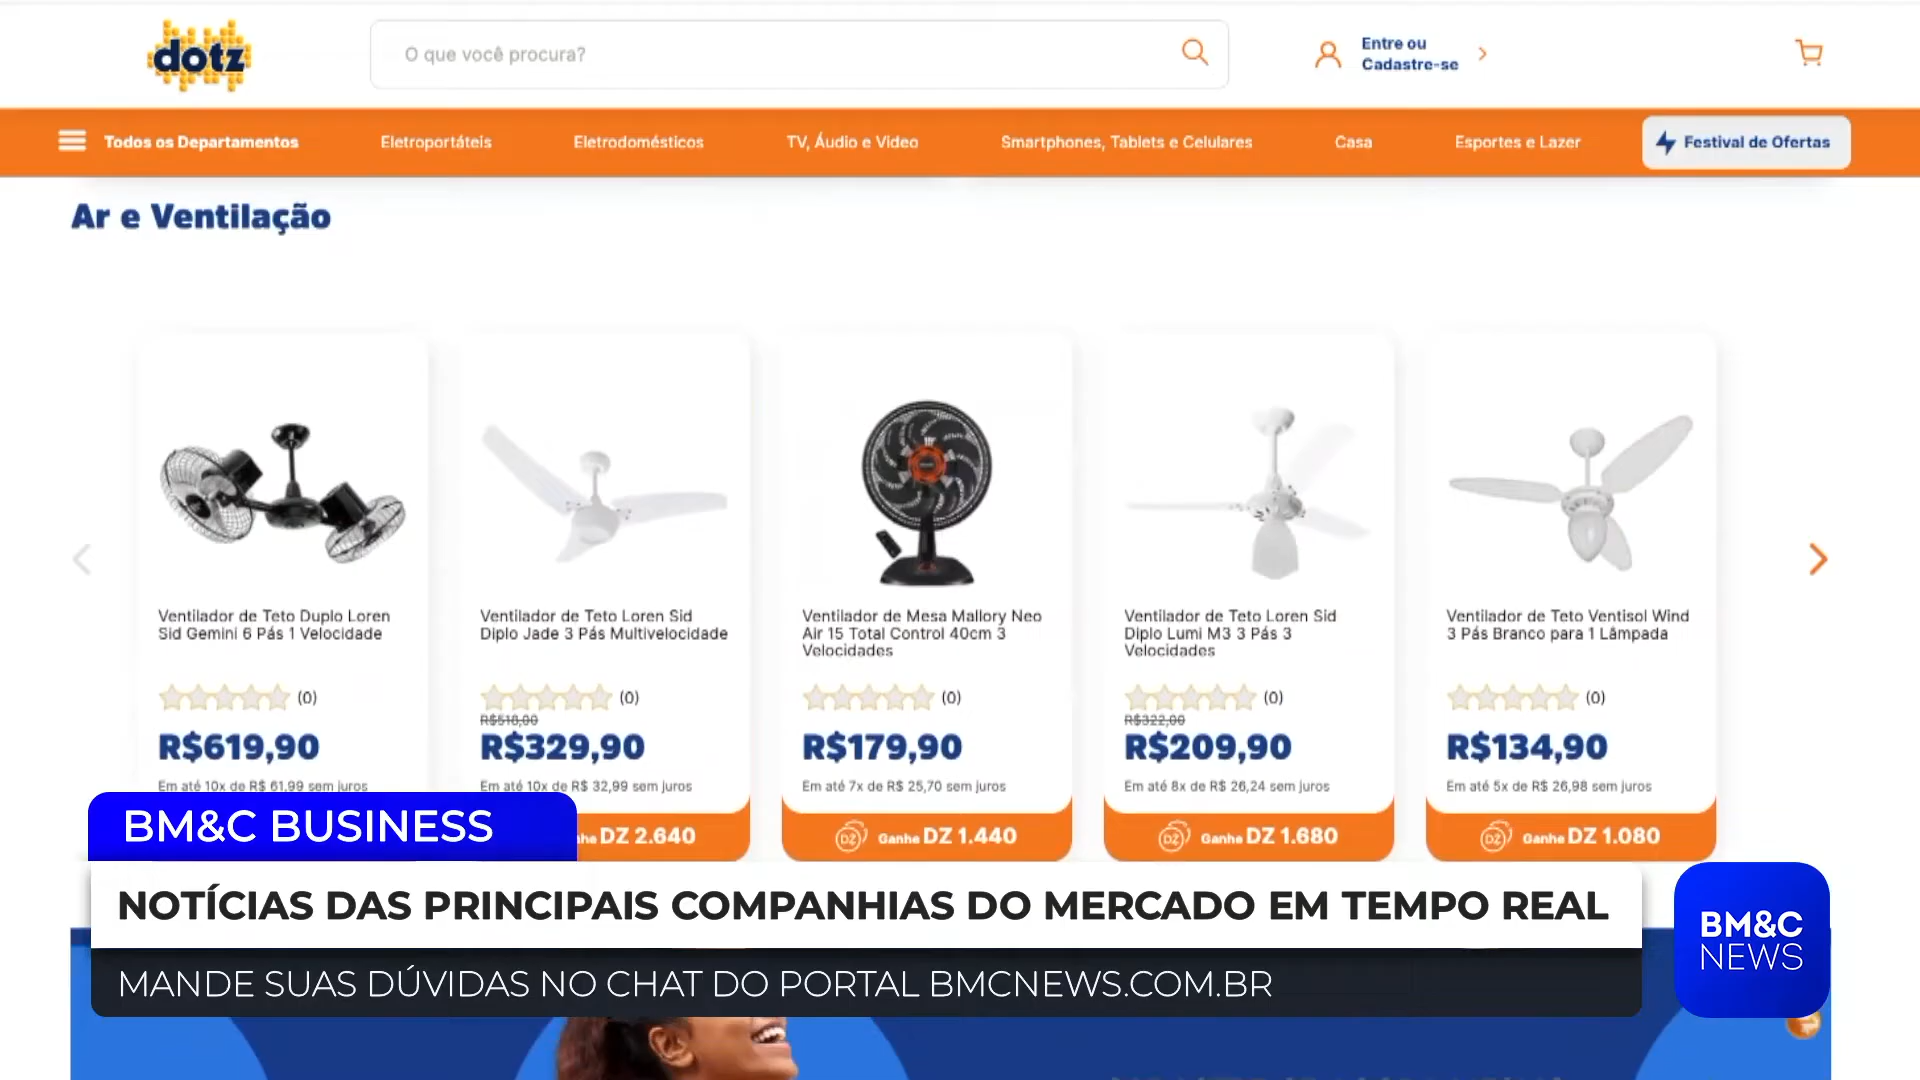 dotz
O que você procura?
Entre ou
Cadastre-se
Todos os Departamentos
Eletroportáteis
Eletrodomésticos
TV, Áudio e Video
Smartphones, Tablets e Celulares
Casa
Esportes e Lazer
Festival de Ofertas
Ar e Ventilação
Ventilador de Teto Duplo Loren
Sid Gemini 6 Pás 1 Velocidade
(0)
R$619,90
Em até 10x de R$ 61,99 sem juros
Ventilador de Teto Loren Sid
Diplo Jade 3 Pás Multivelocidade
(0)
R$518,00
R$329,90
Em até 10x de R$ 32,99 sem juros
DZ 2.640
Ventilador de Mesa Mallory Neo
Air 15 Total Control 40cm 3
Velocidades
(0)
R$179,90
Em até 7x de R$ 25,70 sem juros
DZ Ganhe DZ 1.440
Ventilador de Teto Loren Sid
Diplo Lumi M3 3 Pás 3
Velocidades
(0)
R$322,00
R$209,90
Em até 8x de R$ 26,24 sem juros
DZ Ganhe DZ 1.680
Ventilador de Teto Ventisol Wind
3 Pás Branco para 1 Lâmpada
(0)
R$134,90
Em até 5x de R$ 26,98 sem juros
DZ Ganhe DZ 1.080
BM&C BUSINESS
NOTÍCIAS DAS PRINCIPAIS COMPANHIAS DO MERCADO EM TEMPO REAL
MANDE SUAS DÚVIDAS NO CHAT DO PORTAL BMCNEWS.COM.BR
BM&C
NEWS